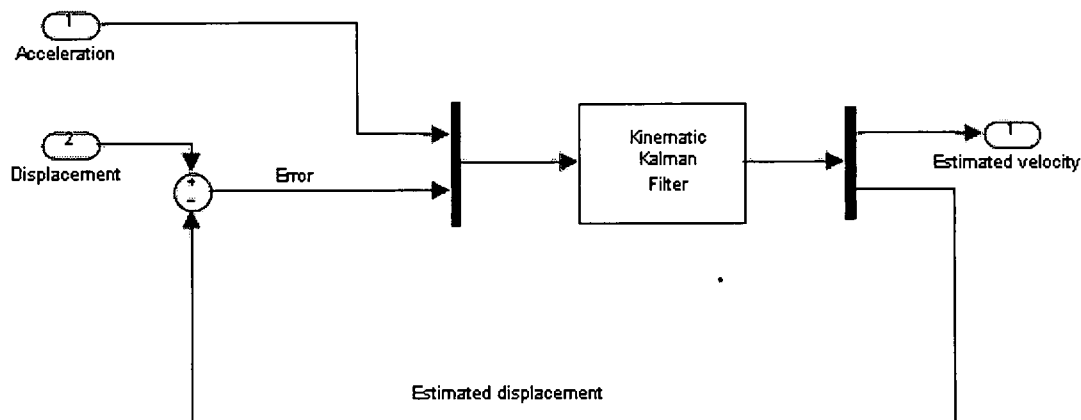 1
Acceleration
2
Displacement
+
−
Error
Kinematic
Kalman
Filter
1
Estimated velocity
Estimated displacement